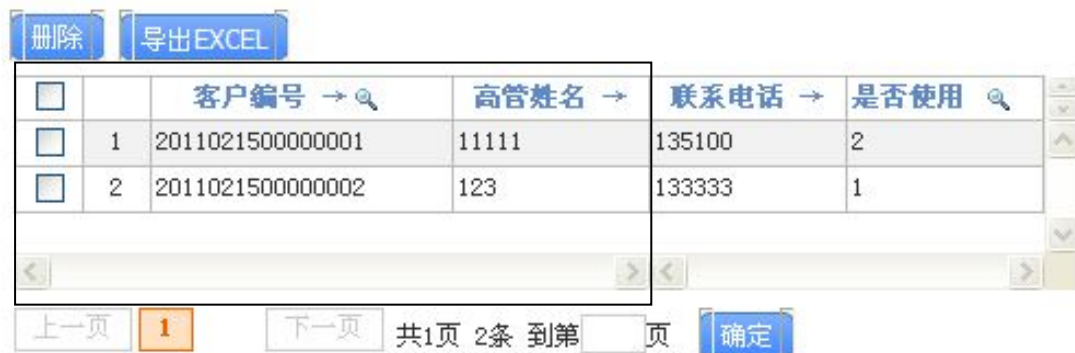 删除 导出EXCEL
客户编号 → 高管姓名 → 联系电话 → 是否使用
1 2011021500000001 11111 135100 2
2 2011021500000002 123 133333 1
上一页 1 下一页 共1页 2条 到第 页 确定